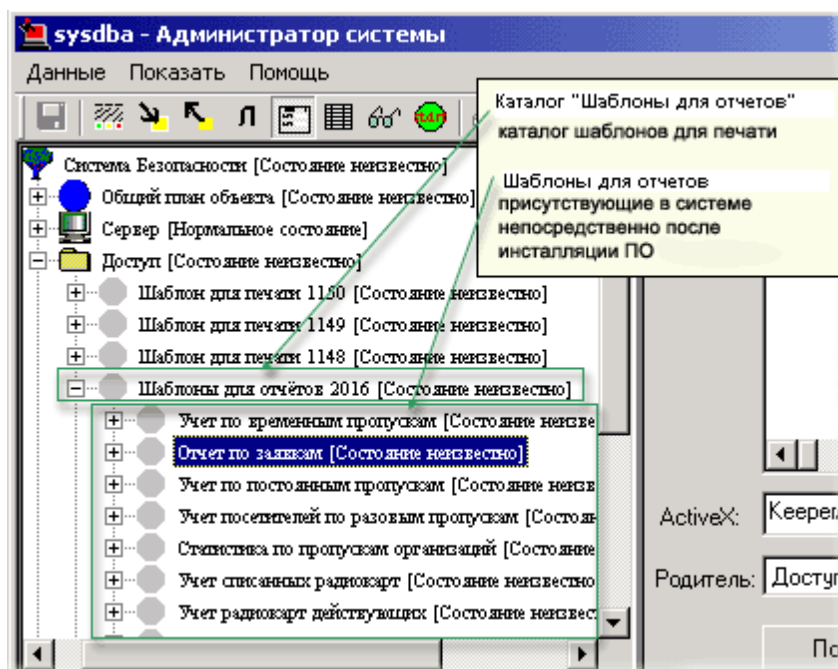 sysdba - Администратор системы
Данные Показать Помощь
Каталог "Шаблоны для отчетов"
каталог шаблонов для печати
Шаблоны для отчетов
присутствующие в системе
непосредственно после
инсталляции ПО
Л
start
Система Безопасности [Состояние неизвестно]
Общий план объекта [Состояние неизвестно]
Сервер [Нормальное состояние]
Доступ [Состояние неизвестно]
Шаблон для печати 1150 [Состояние неизвестно]
Шаблон для печати 1149 [Состояние неизвестно]
Шаблон для печати 1148 [Состояние неизвестно]
Шаблоны для отчётов 2016 [Состояние неизвестно]
Учет по временным пропускам [Состояние неизве
Отчет по заявкам [Состояние неизвестно]
Учет по постоянным пропускам [Состояние неизв
Учет посетителей по разовым пропускам [Состоян
Статистика по пропускам организаций [Состояние
Учет списанных радиокарт [Состояние неизвестно
Учет радиокарт действующих [Состояние неизвес
ActiveX: Keeper
Родитель: Доступ
По